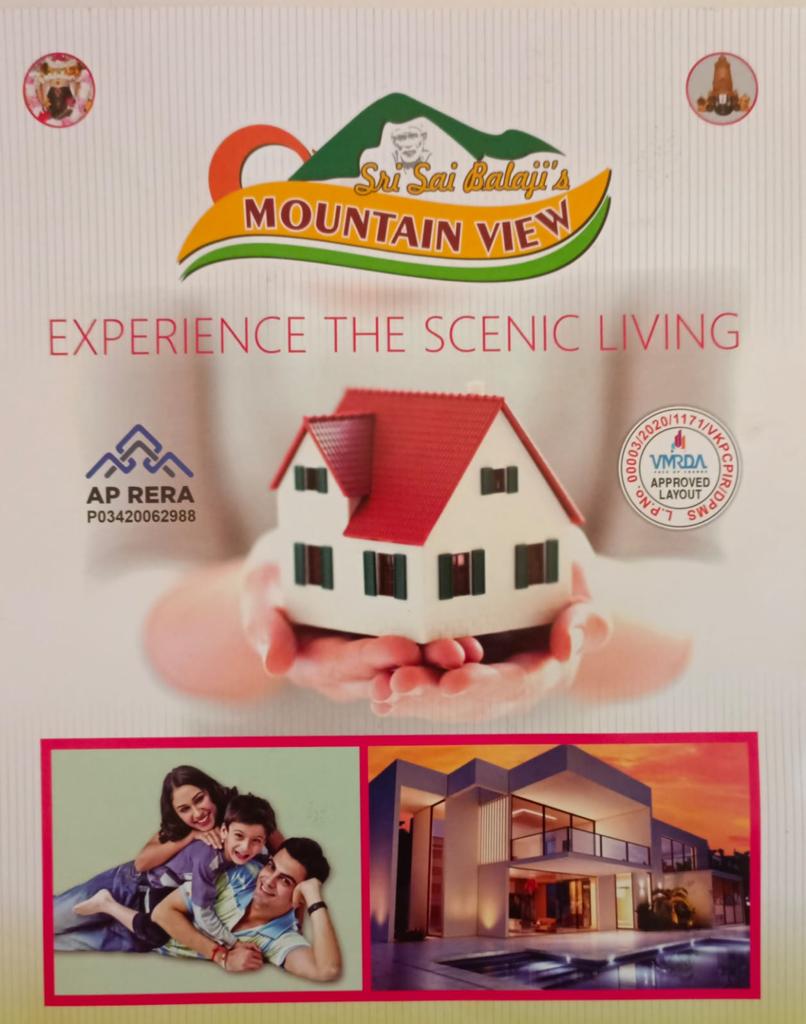 Sri Sai Balaji's
MOUNTAIN VIEW
EXPERIENCE THE SCENIC LIVING
AP RERA
P03420062988
L.P.No. 00003/2020/1171/VKPCPIR/DPMS
VMRDA
APPROVED
LAYOUT